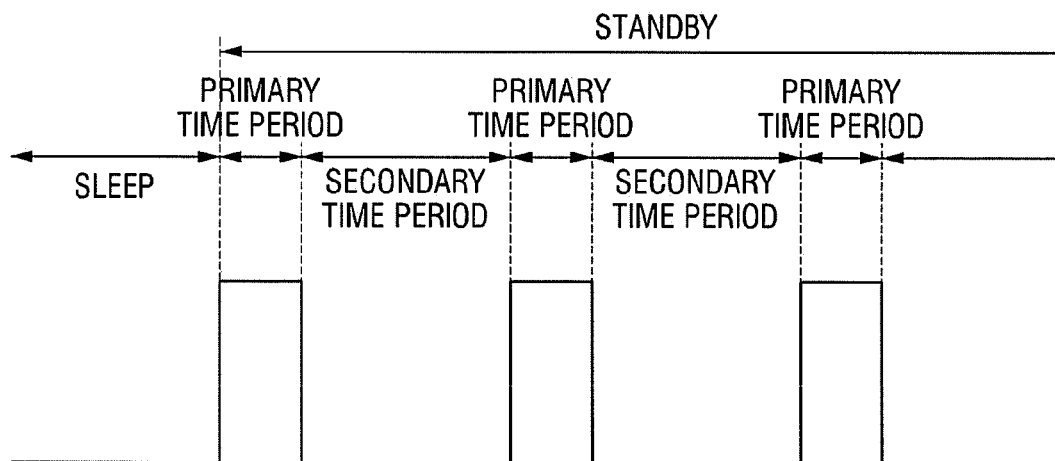 STANDBY
PRIMARY
TIME PERIOD
PRIMARY
TIME PERIOD
PRIMARY
TIME PERIOD
SLEEP
SECONDARY
TIME PERIOD
SECONDARY
TIME PERIOD